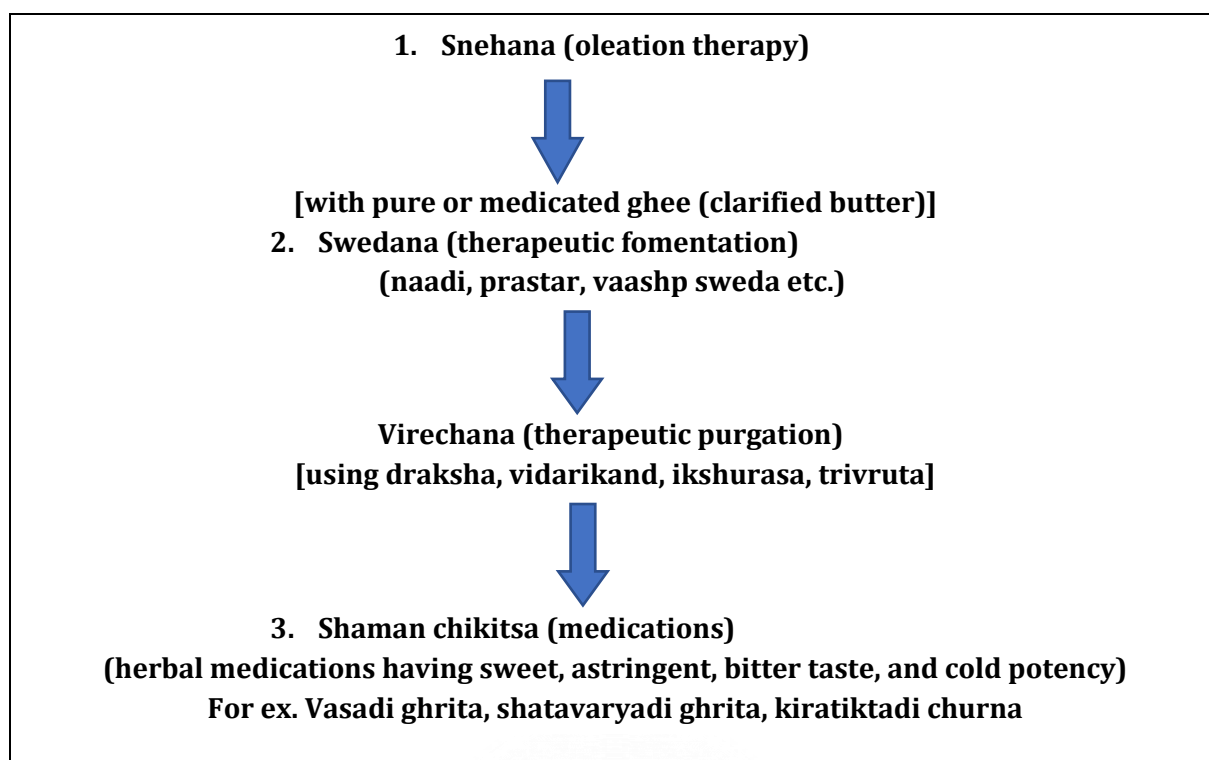 1. Snehana (oleation therapy)
[with pure or medicated ghee (clarified butter)]
2. Swedana (therapeutic fomentation)
(naadi, prastar, vaashp sweda etc.)
Virechana (therapeutic purgation)
[using draksha, vidarikand, ikshurasa, trivruta]
3. Shaman chikitsa (medications)
(herbal medications having sweet, astringent, bitter taste, and cold potency)
For ex. Vasadi ghrita, shatavaryadi ghrita, kiratiktadi churna